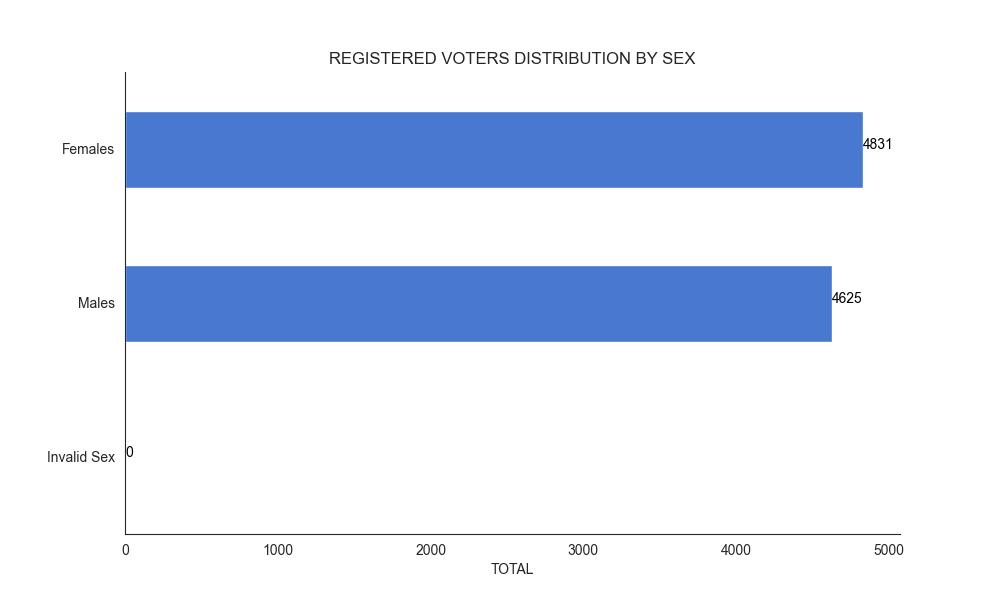 REGISTERED VOTERS DISTRIBUTION BY SEX
Females
4831
Males
4625
Invalid Sex
0
0 1000 2000 3000 4000 5000
TOTAL